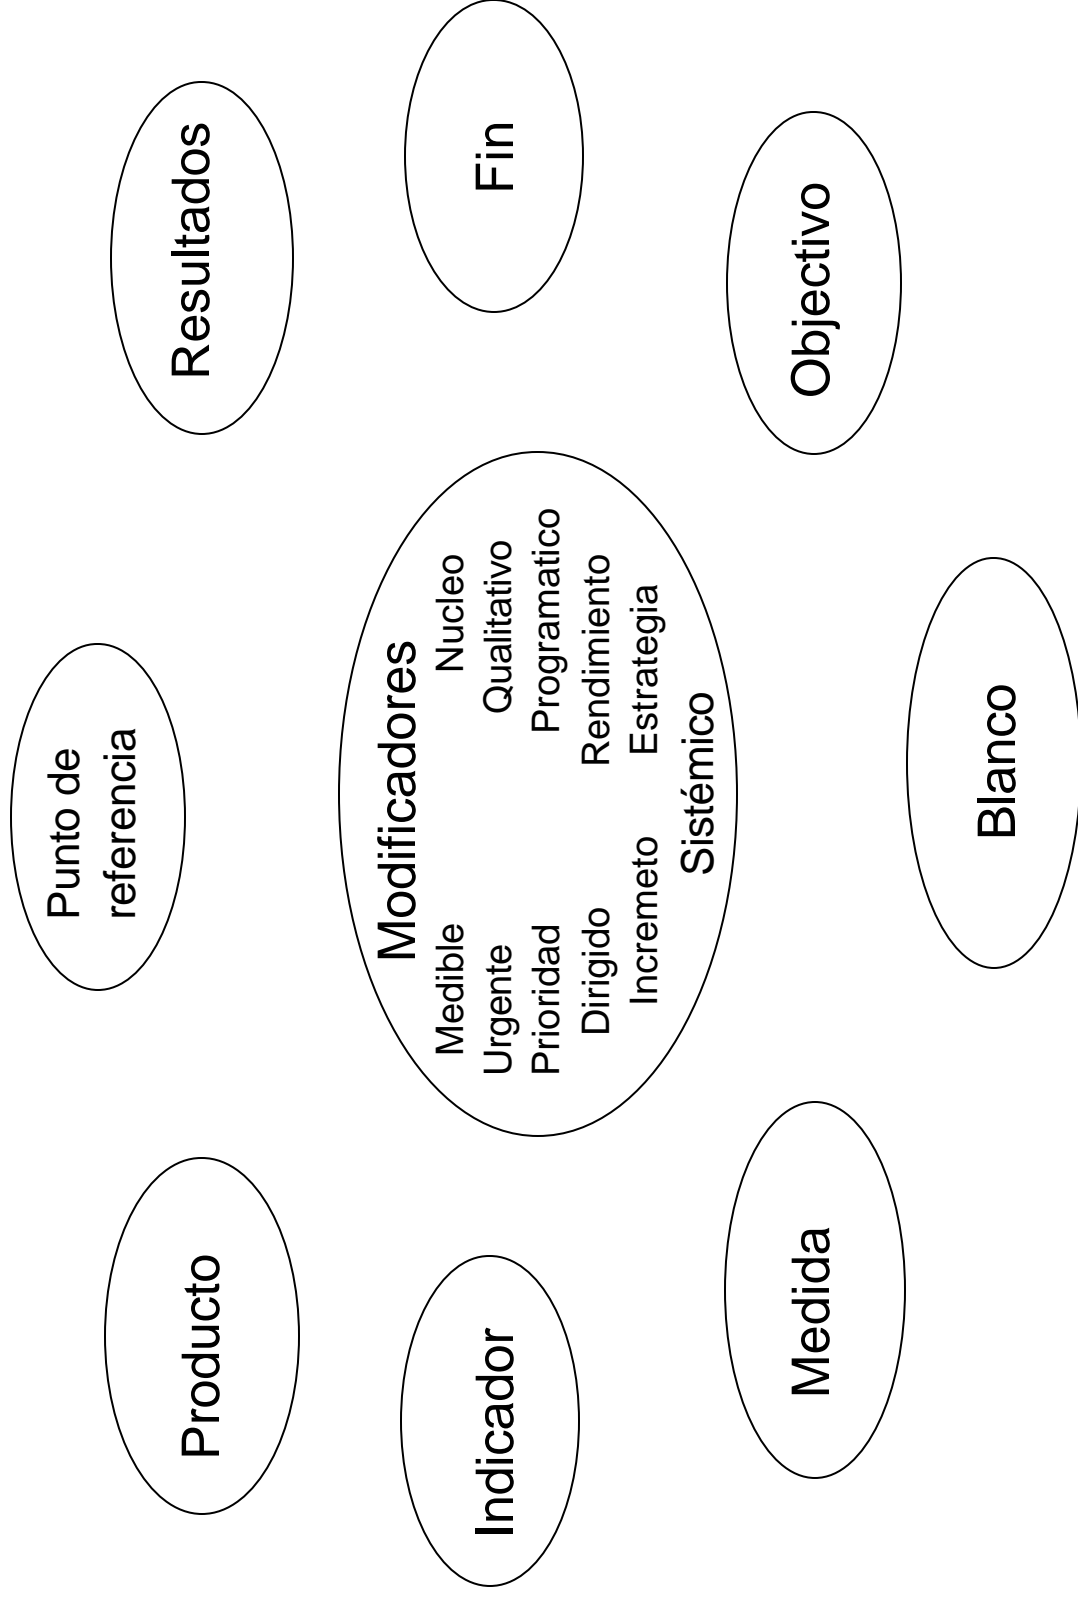 Punto de
referencia
Producto
Resultados
Indicador
Modificadores
Medible Nucleo
Urgente Qualitativo
Prioridad Programatico
Dirigido Rendimiento
Incremeto Estrategia
Sistémico
Fin
Medida
Objectivo
Blanco